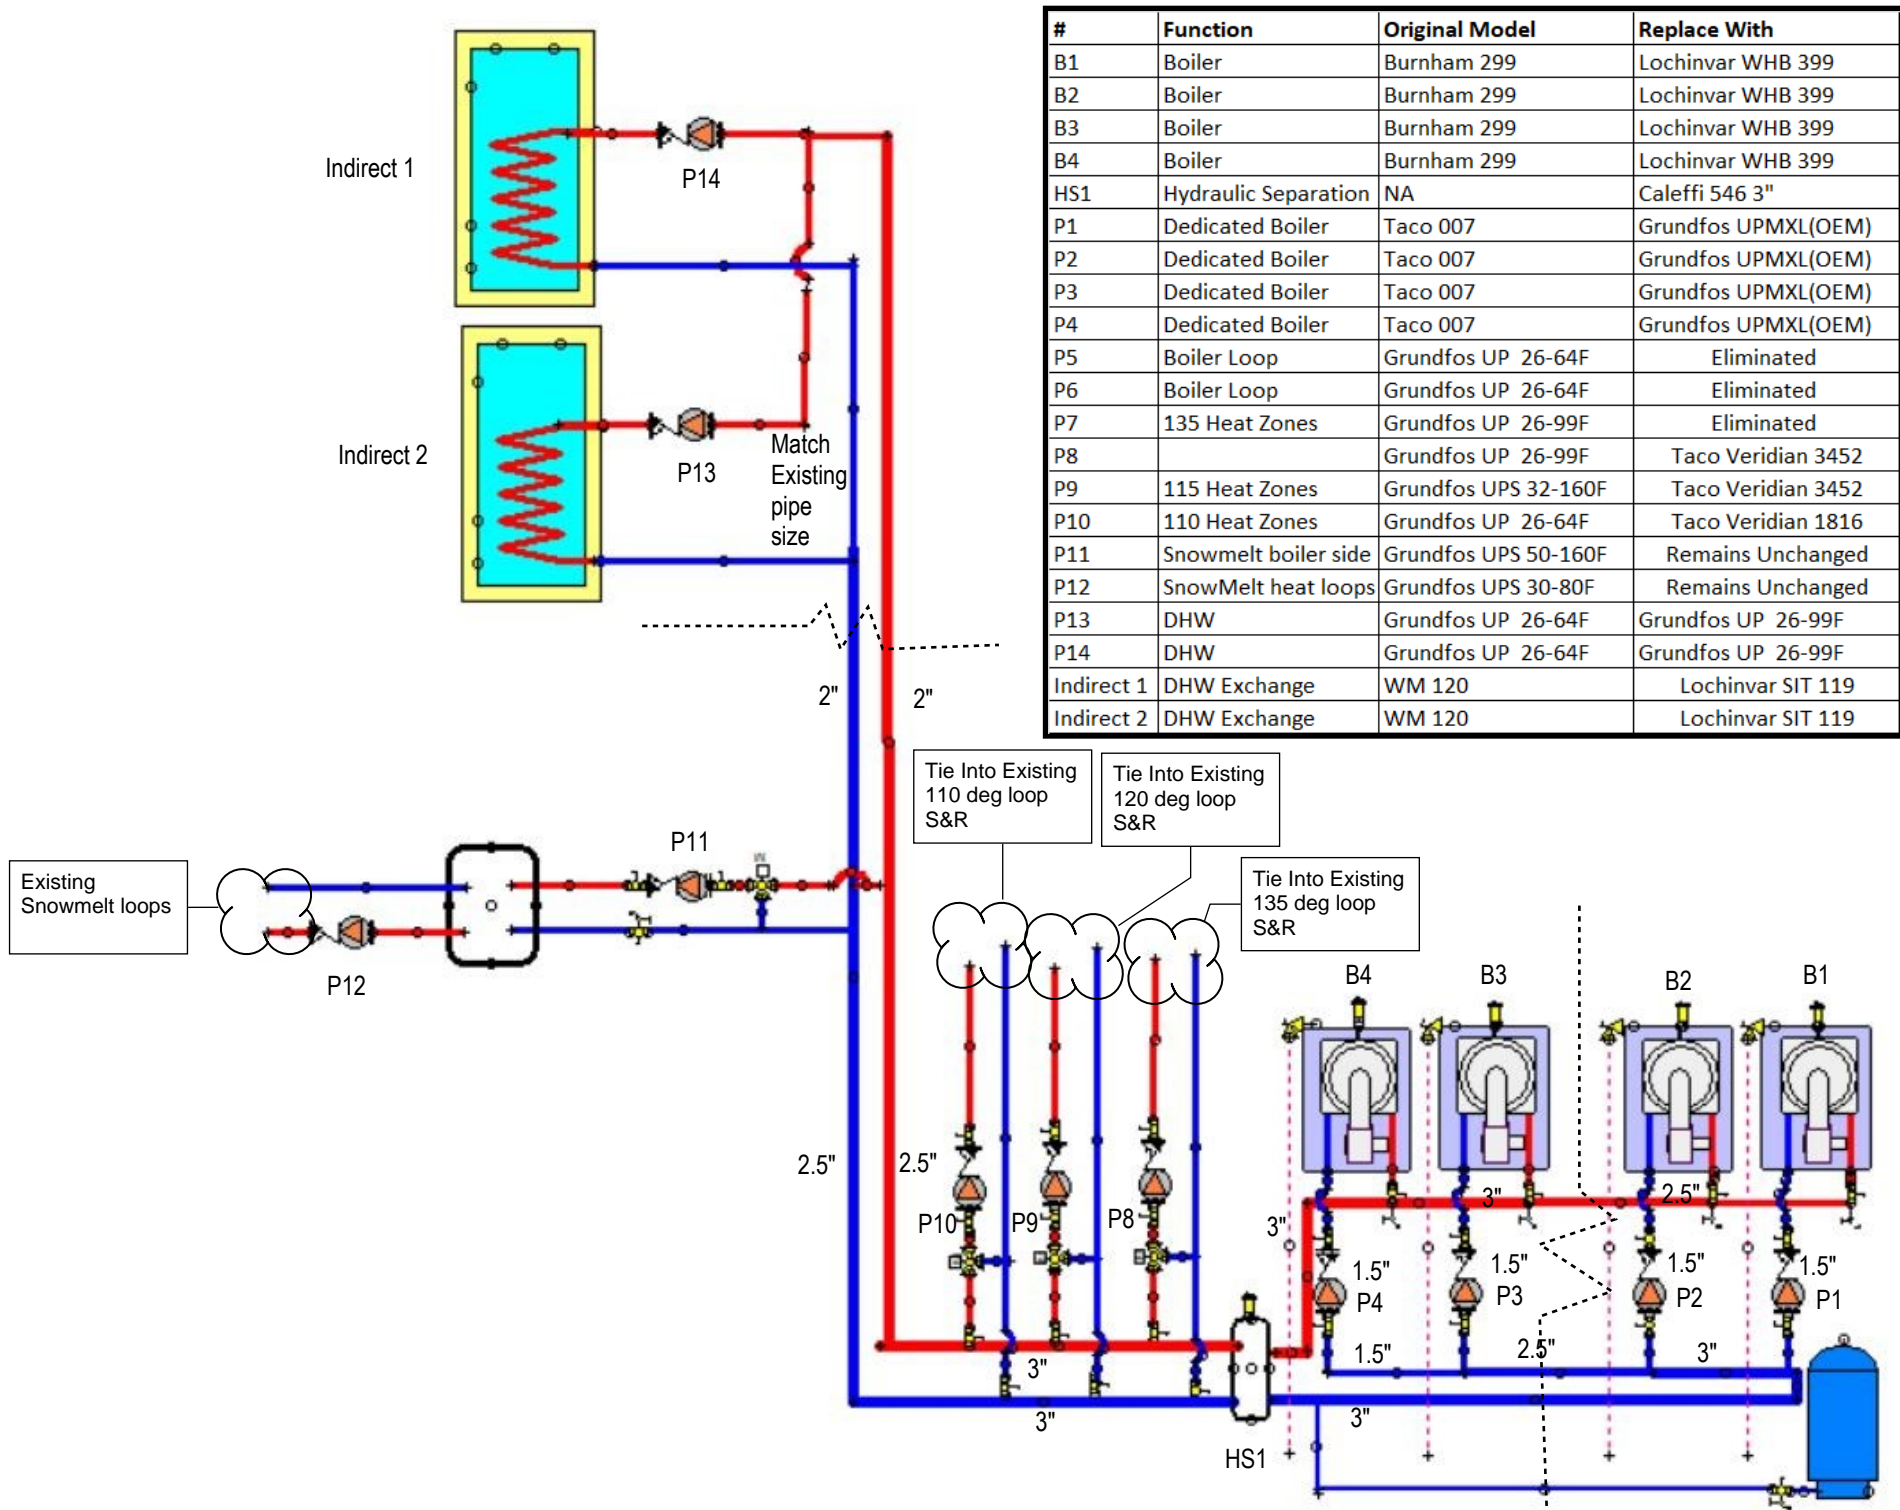 # Function Original Model Replace With
B1 Boiler Burnham 299 Lochinvar WHB 399
B2 Boiler Burnham 299 Lochinvar WHB 399
B3 Boiler Burnham 299 Lochinvar WHB 399
B4 Boiler Burnham 299 Lochinvar WHB 399
HS1 Hydraulic Separation NA Caleffi 546 3"
P1 Dedicated Boiler Taco 007 Grundfos UPMXL(OEM)
P2 Dedicated Boiler Taco 007 Grundfos UPMXL(OEM)
P3 Dedicated Boiler Taco 007 Grundfos UPMXL(OEM)
P4 Dedicated Boiler Taco 007 Grundfos UPMXL(OEM)
P5 Boiler Loop Grundfos UP 26-64F Eliminated
P6 Boiler Loop Grundfos UP 26-64F Eliminated
P7 135 Heat Zones Grundfos UP 26-99F Eliminated
P8 Grundfos UP 26-99F Taco Veridian 3452
P9 115 Heat Zones Grundfos UPS 32-160F Taco Veridian 3452
P10 110 Heat Zones Grundfos UP 26-64F Taco Veridian 1816
P11 Snowmelt boiler side Grundfos UPS 50-160F Remains Unchanged
P12 SnowMelt heat loops Grundfos UPS 30-80F Remains Unchanged
P13 DHW Grundfos UP 26-64F Grundfos UP 26-99F
P14 DHW Grundfos UP 26-64F Grundfos UP 26-99F
Indirect 1 DHW Exchange WM 120 Lochinvar SIT 119
Indirect 2 DHW Exchange WM 120 Lochinvar SIT 119
Indirect 1
P14
Indirect 2
P13
Match
Existing
pipe
size
2"
2"
Tie Into Existing
110 deg loop
S&R
Tie Into Existing
120 deg loop
S&R
Tie Into Existing
135 deg loop
S&R
P11
M
Existing
Snowmelt loops
P12
B4
B3
B2
B1
2.5"
2.5"
P10
P9
P8
3"
3"
2.5"
1.5"
P4
1.5"
P3
1.5"
P2
1.5"
P1
1.5"
2.5"
3"
3"
3"
3"
HS1